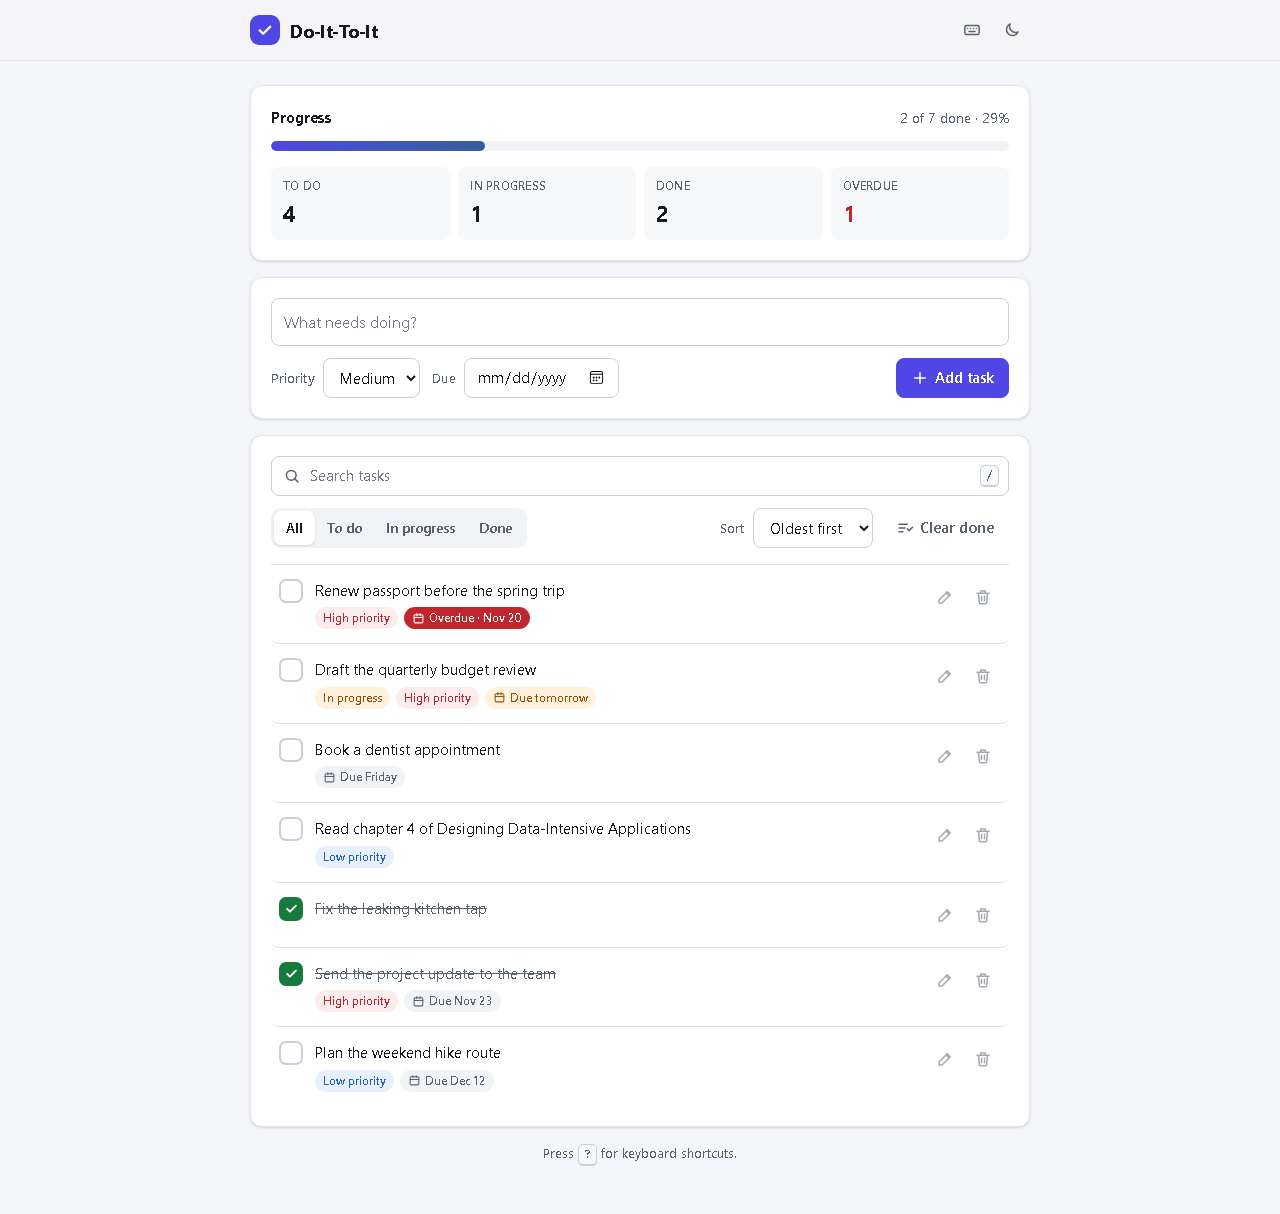 Do-It-To-It
Progress 2 of 7 done · 29%
TO DO IN PROGRESS DONE OVERDUE
4 1 2 1
What needs doing?
Priority Medium Due mm/dd/yyyy Add task
Search tasks /
All To do In progress Done Sort Oldest first Clear done
Renew passport before the spring trip
High priority Overdue · Nov 20
Draft the quarterly budget review
In progress High priority Due tomorrow
Book a dentist appointment
Due Friday
Read chapter 4 of Designing Data-Intensive Applications
Low priority
Fix the leaking kitchen tap
Send the project update to the team
High priority Due Nov 23
Plan the weekend hike route
Low priority Due Dec 12
Press ? for keyboard shortcuts.